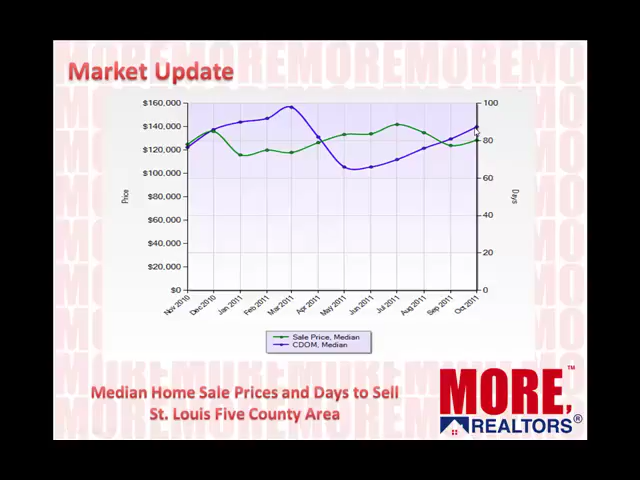 Market Update
$160,000
$140,000
$120,000
$100,000
$80,000
$60,000
$40,000
$20,000
$0
Price
100
80
60
40
20
0
Days
Nov 2010
Dec 2010
Jan 2011
Feb 2011
Mar 2011
Apr 2011
May 2011
Jun 2011
Jul 2011
Aug 2011
Sep 2011
Oct 2011
Sale Price, Median
CDOM, Median
Median Home Sale Prices and Days to Sell
St. Louis Five County Area
MORE, ™
REALTORS®